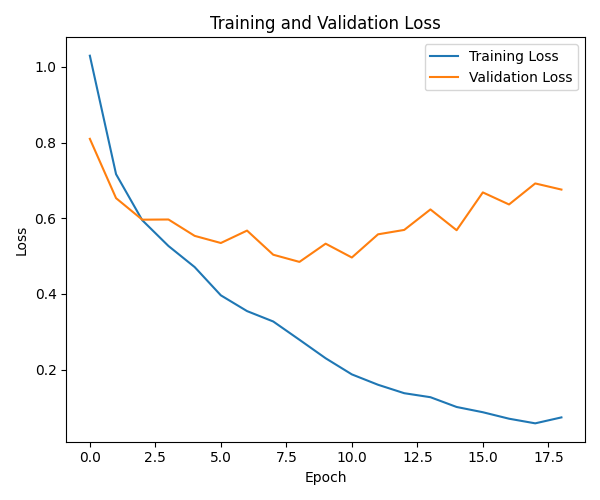 Training and Validation Loss
Training Loss
Validation Loss
1.0
0.8
0.6
0.4
0.2
Loss
0.0 2.5 5.0 7.5 10.0 12.5 15.0 17.5
Epoch